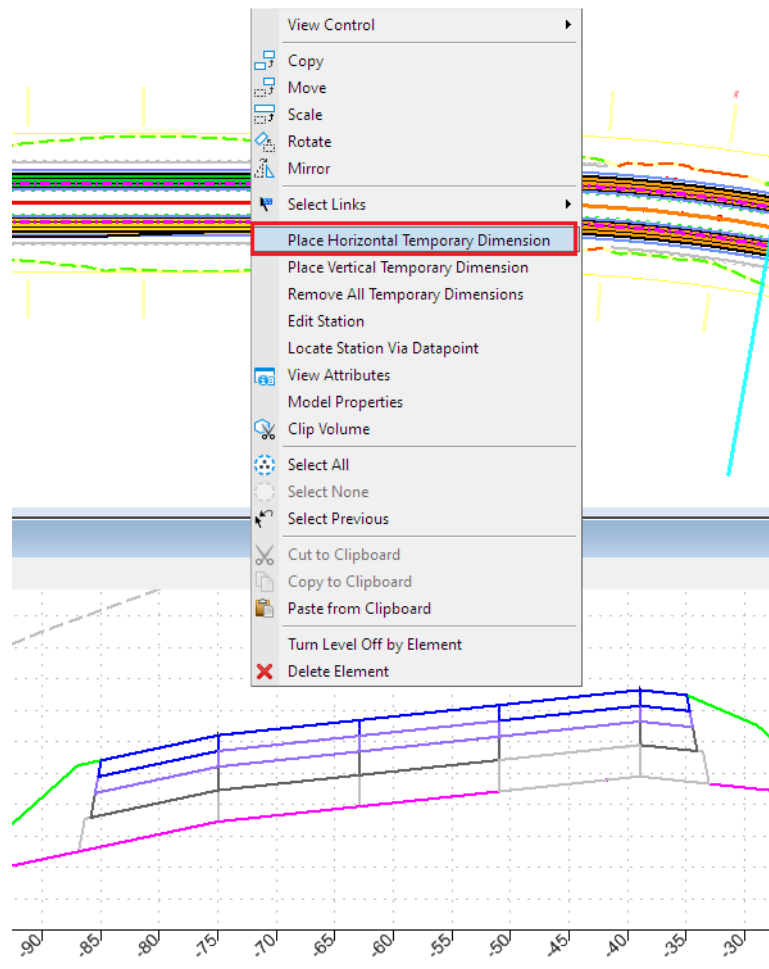 View Control
Copy
Move
Scale
Rotate
Mirror
Select Links
Place Horizontal Temporary Dimension
Place Vertical Temporary Dimension
Remove All Temporary Dimensions
Edit Station
Locate Station Via Datapoint
View Attributes
Model Properties
Clip Volume
Select All
Select None
Select Previous
Cut to Clipboard
Copy to Clipboard
Paste from Clipboard
Turn Level Off by Element
Delete Element
-90 -85 -80 -75 -70 -65 -60 -55 -50 -45 -40 -35 -30